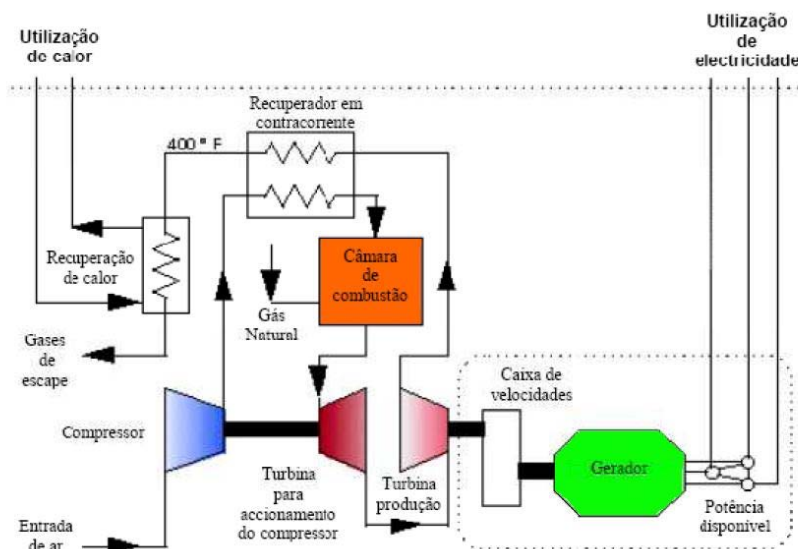 Utilização
de calor
Utilização
de
electricidade
Recuperador em
contracorriente
400 ° F
Recuperação
de calor
Câmara
de
combustão
Gás
Natural
Gases
de
escape
Caixa de
velocidades
Compressor
Gerador
Turbina
para
accionamento
do compressor
Turbina
produção
Potência
disponível
Entrada
de ar